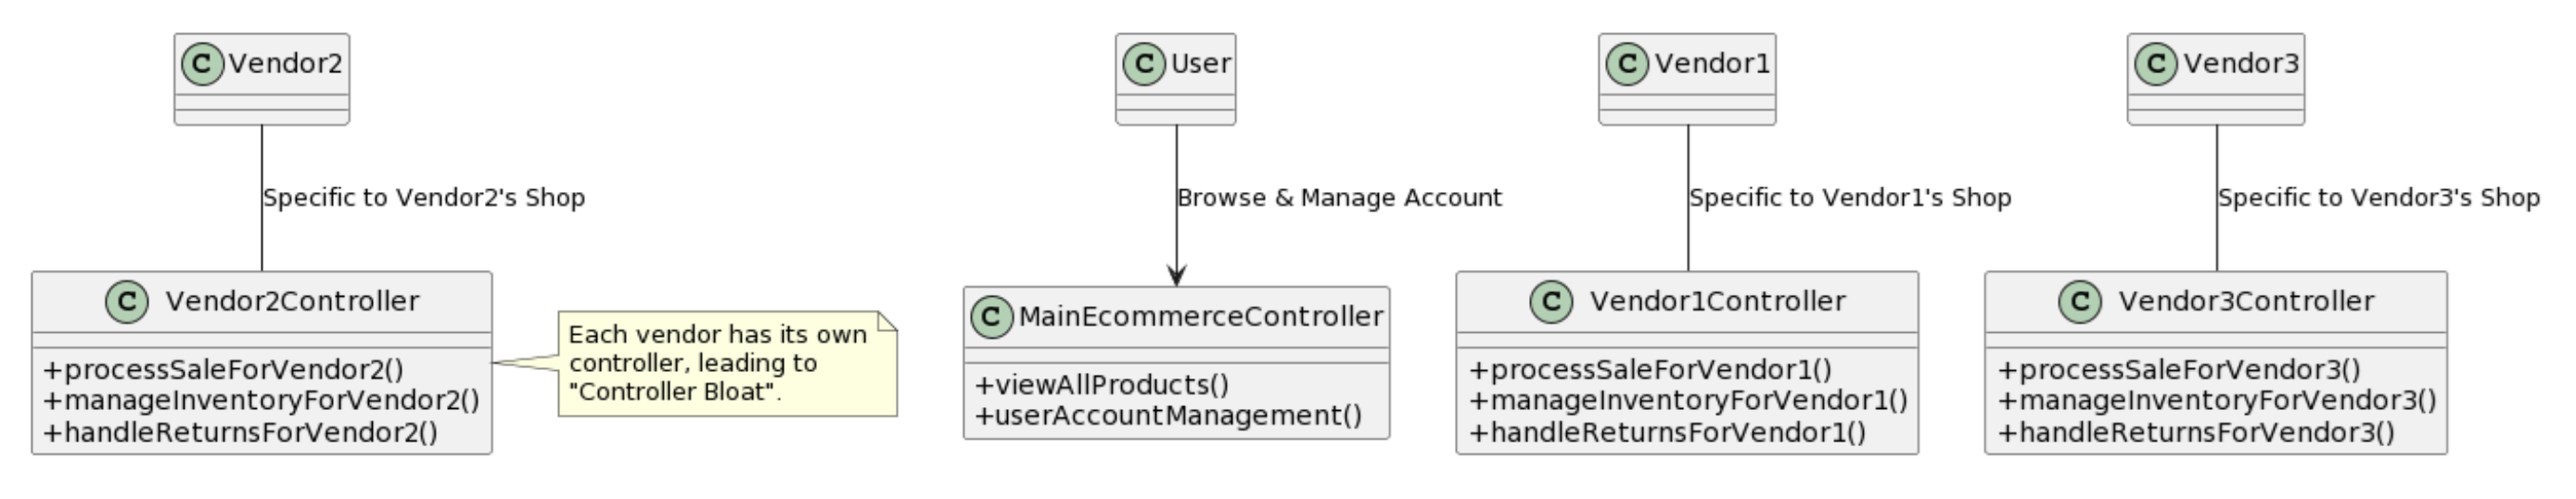 C Vendor2
C User
C Vendor1
C Vendor3
Specific to Vendor2's Shop
Browse & Manage Account
Specific to Vendor1's Shop
Specific to Vendor3's Shop
C Vendor2Controller
+processSaleForVendor2()
+manageInventoryForVendor2()
+handleReturnsForVendor2()
Each vendor has its own
controller, leading to
"Controller Bloat".
C MainEcommerceController
+viewAllProducts()
+userAccountManagement()
C Vendor1Controller
+processSaleForVendor1()
+manageInventoryForVendor1()
+handleReturnsForVendor1()
C Vendor3Controller
+processSaleForVendor3()
+manageInventoryForVendor3()
+handleReturnsForVendor3()